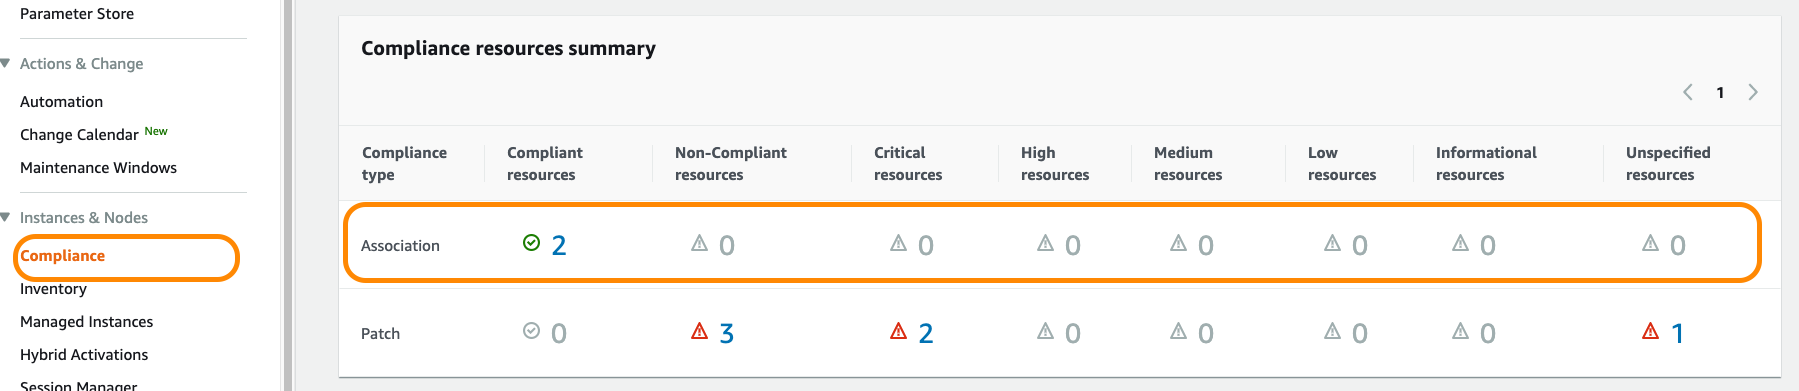 Parameter Store
Actions & Change
Automation
Change Calendar New
Maintenance Windows
Instances & Nodes
Compliance
Inventory
Managed Instances
Hybrid Activations
Session Manager
Compliance resources summary
1
Compliance type
Compliant resources
Non-Compliant resources
Critical resources
High resources
Medium resources
Low resources
Informational resources
Unspecified resources
Association 2 0 0 0 0 0 0 0
Patch 0 3 2 0 0 0 0 1